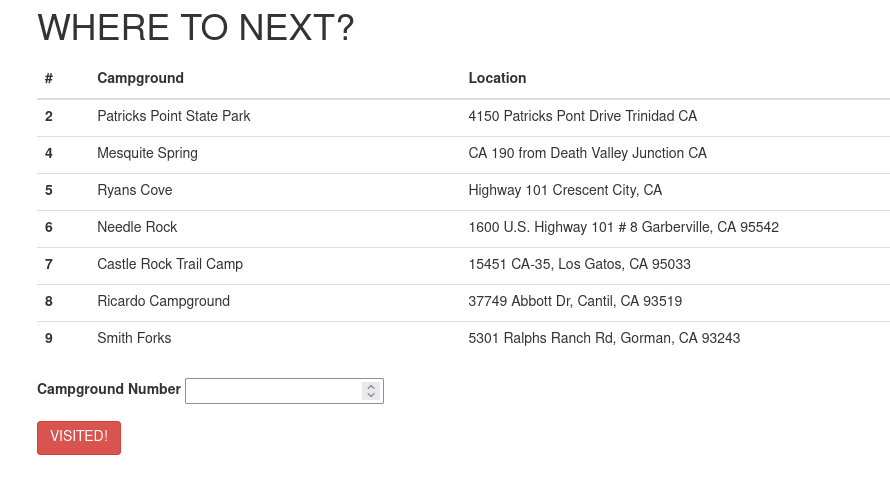 WHERE TO NEXT?
# Campground Location
2 Patricks Point State Park 4150 Patricks Pont Drive Trinidad CA
4 Mesquite Spring CA 190 from Death Valley Junction CA
5 Ryans Cove Highway 101 Crescent City, CA
6 Needle Rock 1600 U.S. Highway 101 # 8 Garberville, CA 95542
7 Castle Rock Trail Camp 15451 CA-35, Los Gatos, CA 95033
8 Ricardo Campground 37749 Abbott Dr, Cantil, CA 93519
9 Smith Forks 5301 Ralphs Ranch Rd, Gorman, CA 93243
Campground Number
VISITED!